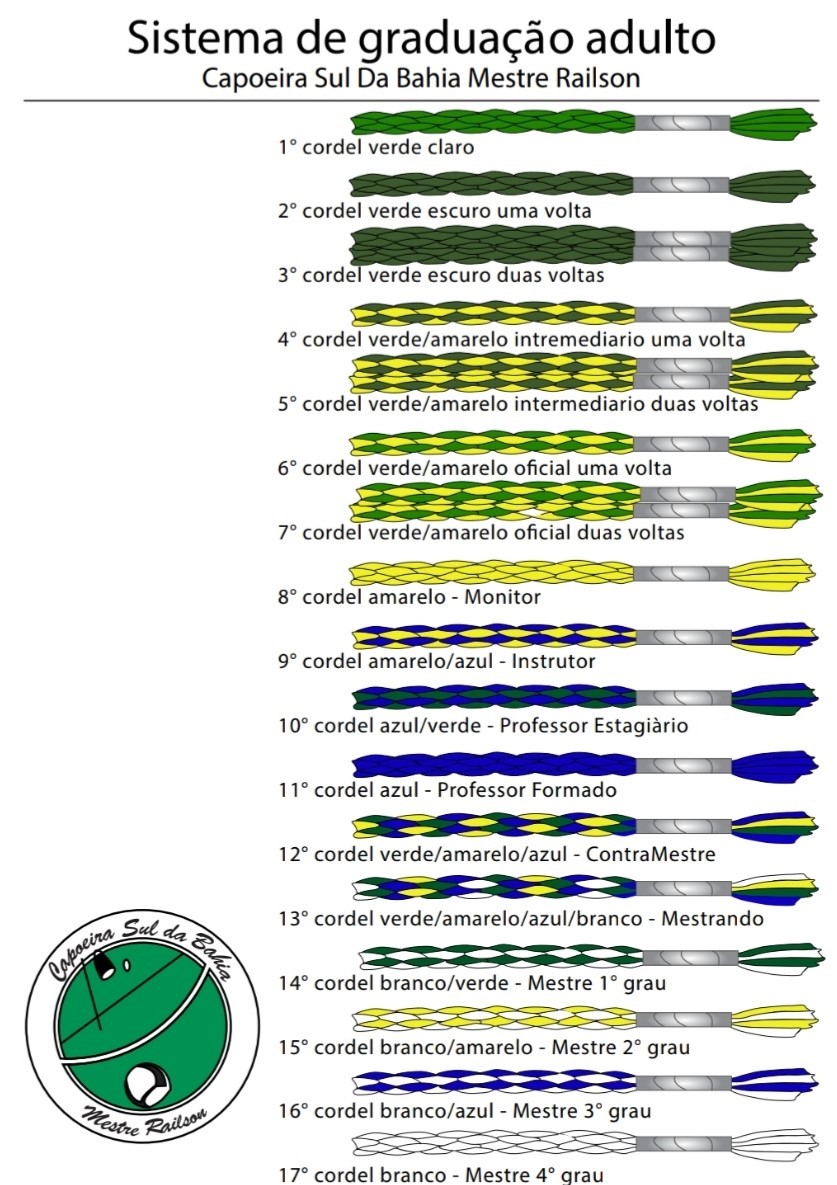 Sistema de graduação adulto
Capoeira Sul Da Bahia Mestre Railson
1° cordel verde claro
2° cordel verde escuro uma volta
3° cordel verde escuro duas voltas
4° cordel verde/amarelo intremediario uma volta
5° cordel verde/amarelo intermediario duas voltas
6° cordel verde/amarelo oficial uma volta
7° cordel verde/amarelo oficial duas voltas
8° cordel amarelo - Monitor
9° cordel amarelo/azul - Instrutor
10° cordel azul/verde - Professor Estagiàrio
11° cordel azul - Professor Formado
12° cordel verde/amarelo/azul - ContraMestre
13° cordel verde/amarelo/azul/branco - Mestrando
14° cordel branco/verde - Mestre 1° grau
15° cordel branco/amarelo - Mestre 2° grau
16° cordel branco/azul - Mestre 3° grau
17° cordel branco - Mestre 4° grau
Capoeira Sul da Bahia
Mestre Railson